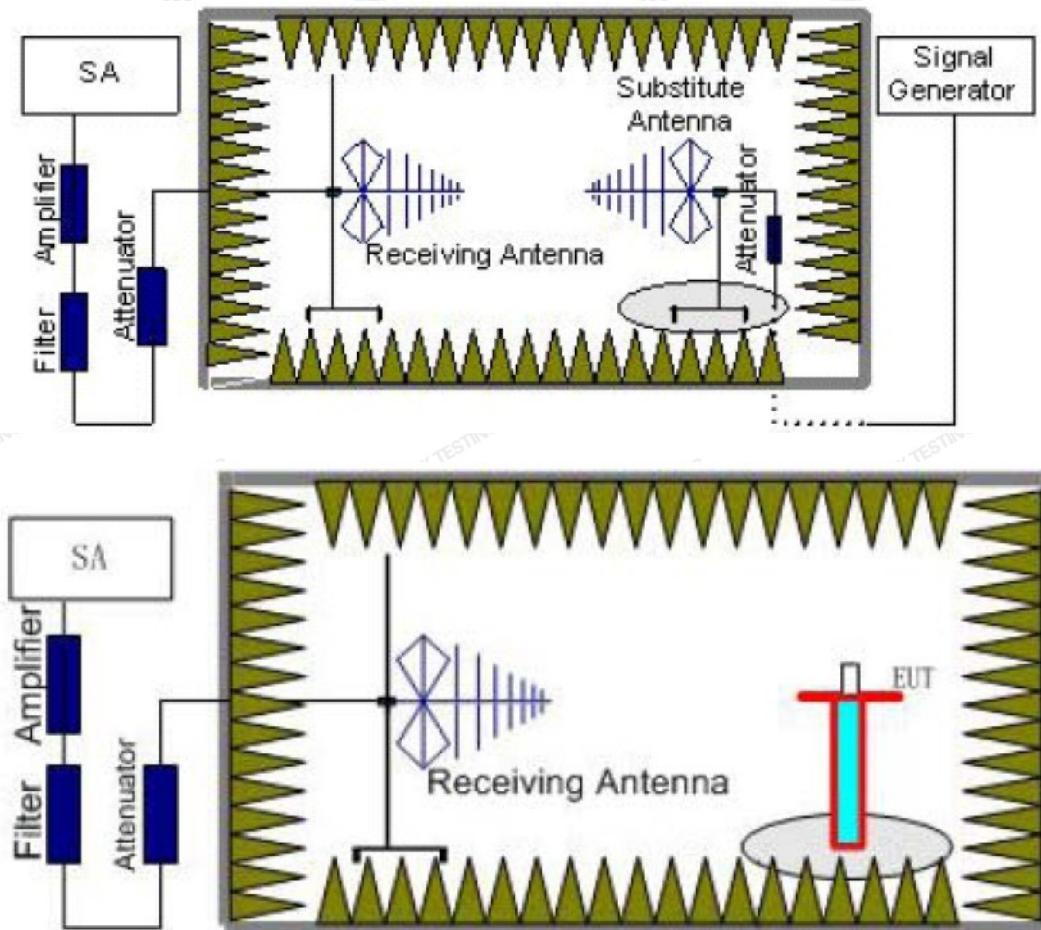 SA
Amplifier
Filter
Attenuator
Receiving Antenna
Substitute
Antenna
Attenuator
Signal
Generator
SA
Amplifier
Filter
Attenuator
Receiving Antenna
EUT